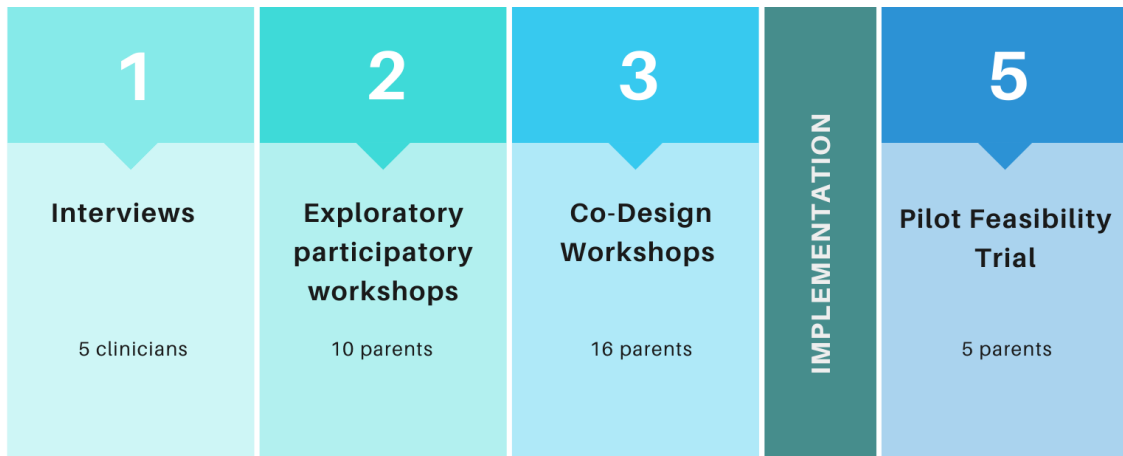 1
Interviews
5 clinicians
2
Exploratory
participatory
workshops
10 parents
3
Co-Design
Workshops
16 parents
IMPLEMENTATION
5
Pilot Feasibility
Trial
5 parents